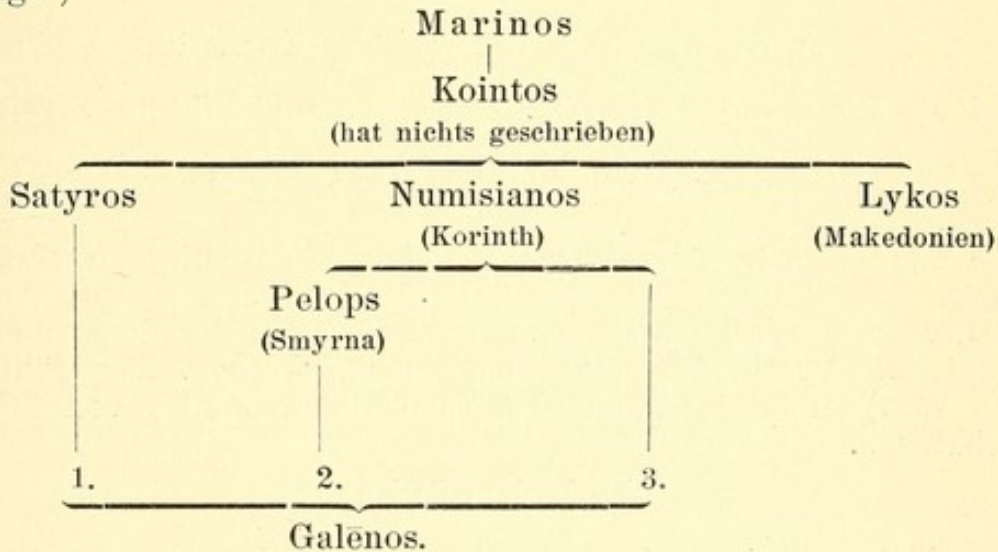 Marinos
Kointos
(hat nichts geschrieben)
Satyros Numisianos Lykos
(Korinth) (Makedonien)
Pelops
(Smyrna)
1. 2. 3.
Galēnos.